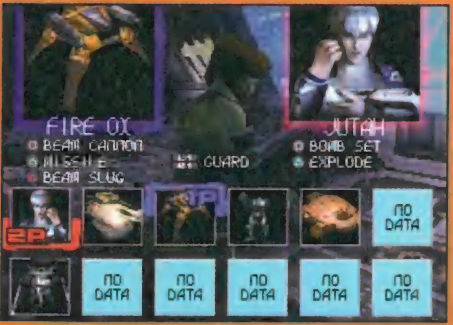 FIRE OX
BEAM CANNON
MISSILE
BEAM SLUG
GUARD
JUTAH
BOMB SET
EXPLODE
2P
1P
NO DATA
NO DATA
NO DATA
NO DATA
NO DATA
NO DATA